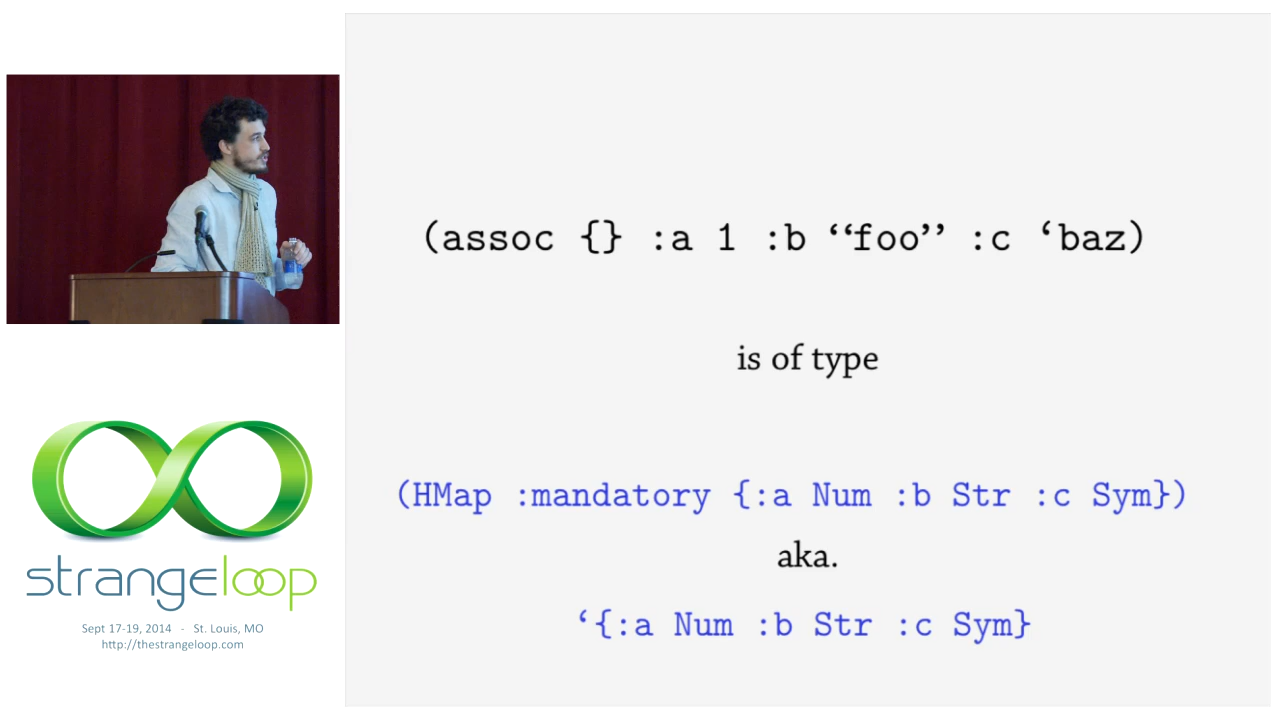 (assoc {} :a 1 :b “foo” :c ‘baz)
is of type
(HMap :mandatory {:a Num :b Str :c Sym})
aka.
‘{:a Num :b Str :c Sym}
strangeloop
Sept 17-19, 2014 - St. Louis, MO
http://thestrangeloop.com